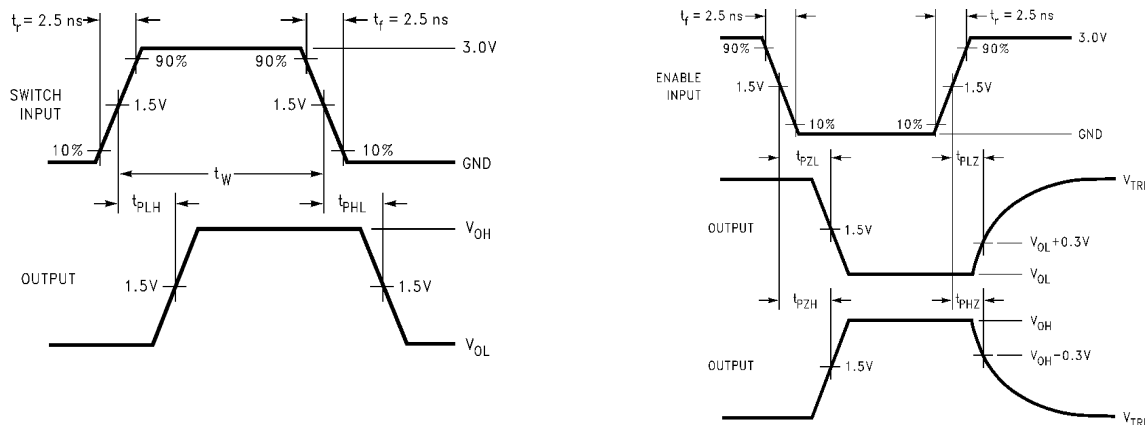 tr = 2.5 ns
tf = 2.5 ns
3.0V
90%
90%
SWITCH
INPUT
1.5V
1.5V
10%
10%
GND
tW
tPLH
tPHL
VOH
OUTPUT
1.5V
1.5V
VOL
tf = 2.5 ns
tr = 2.5 ns
3.0V
90%
90%
ENABLE
INPUT
1.5V
1.5V
10%
10%
GND
tPZL
tPLZ
VTRI
OUTPUT
1.5V
VOL+0.3V
VOL
tPZH
tPHZ
VOH
VOH−0.3V
OUTPUT
1.5V
VTRI